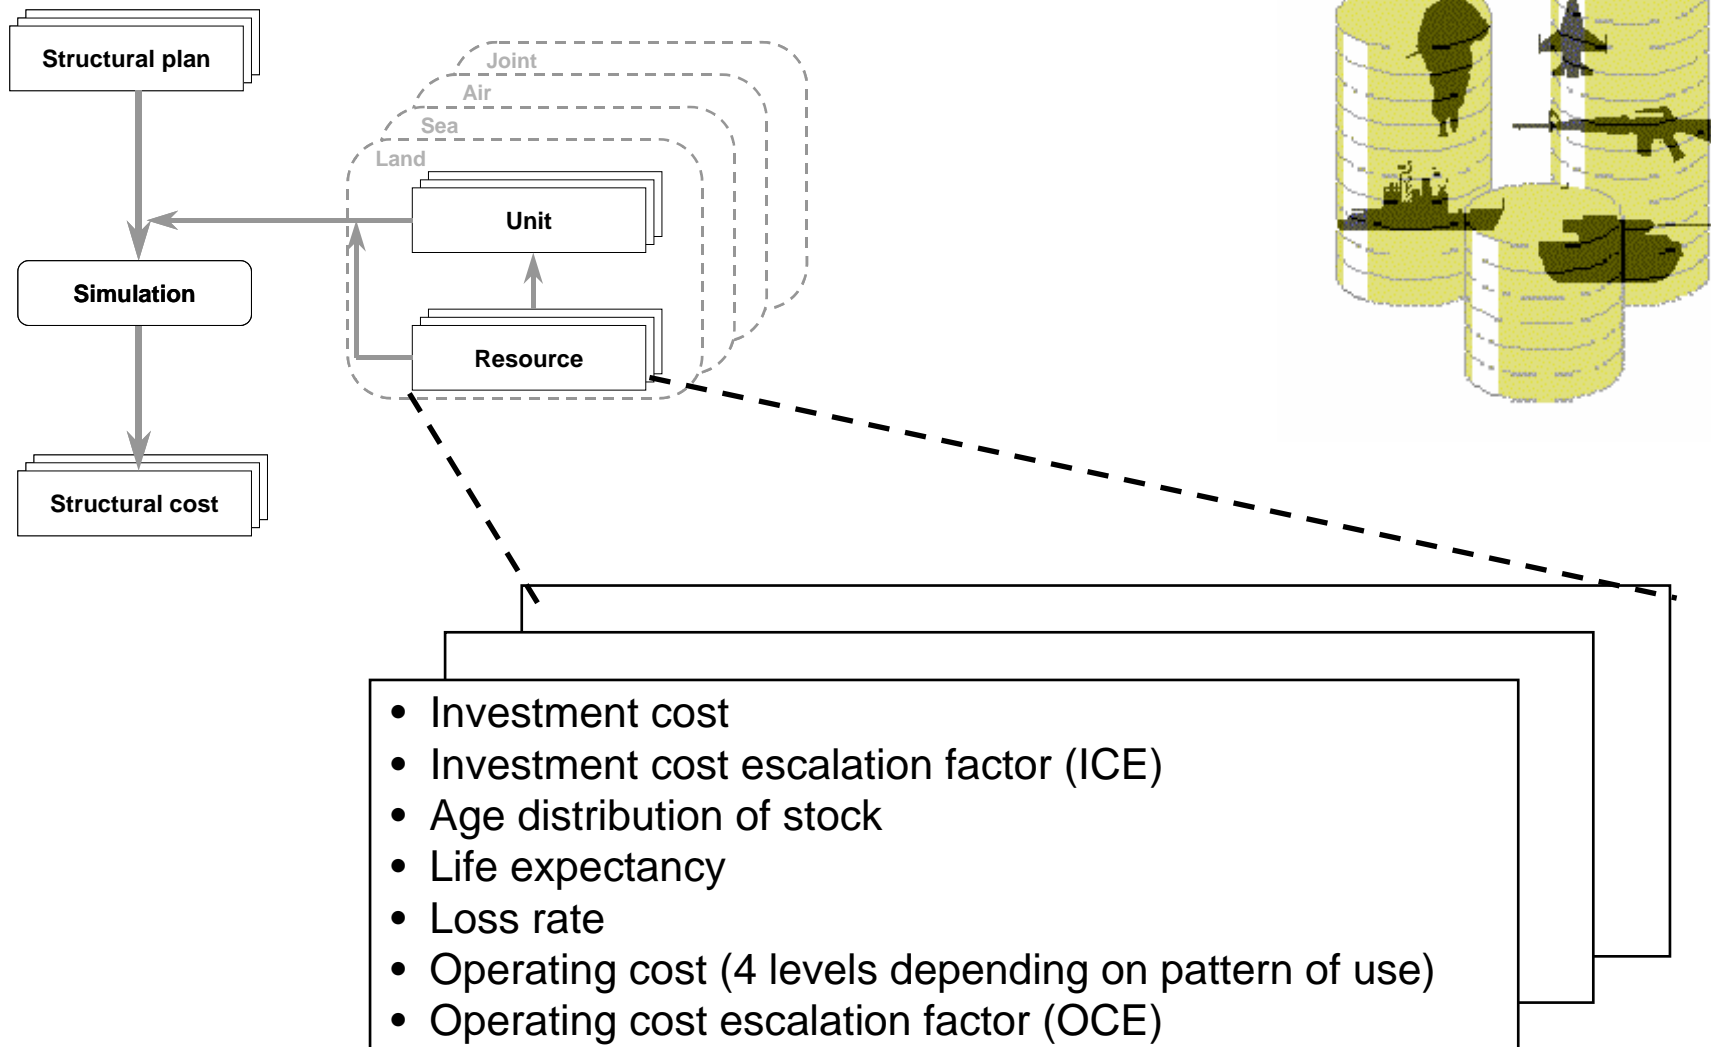 Structural plan
Joint
Air
Sea
Land
Unit
Simulation
Resource
Structural cost
• Investment cost
• Investment cost escalation factor (ICE)
• Age distribution of stock
• Life expectancy
• Loss rate
• Operating cost (4 levels depending on pattern of use)
• Operating cost escalation factor (OCE)